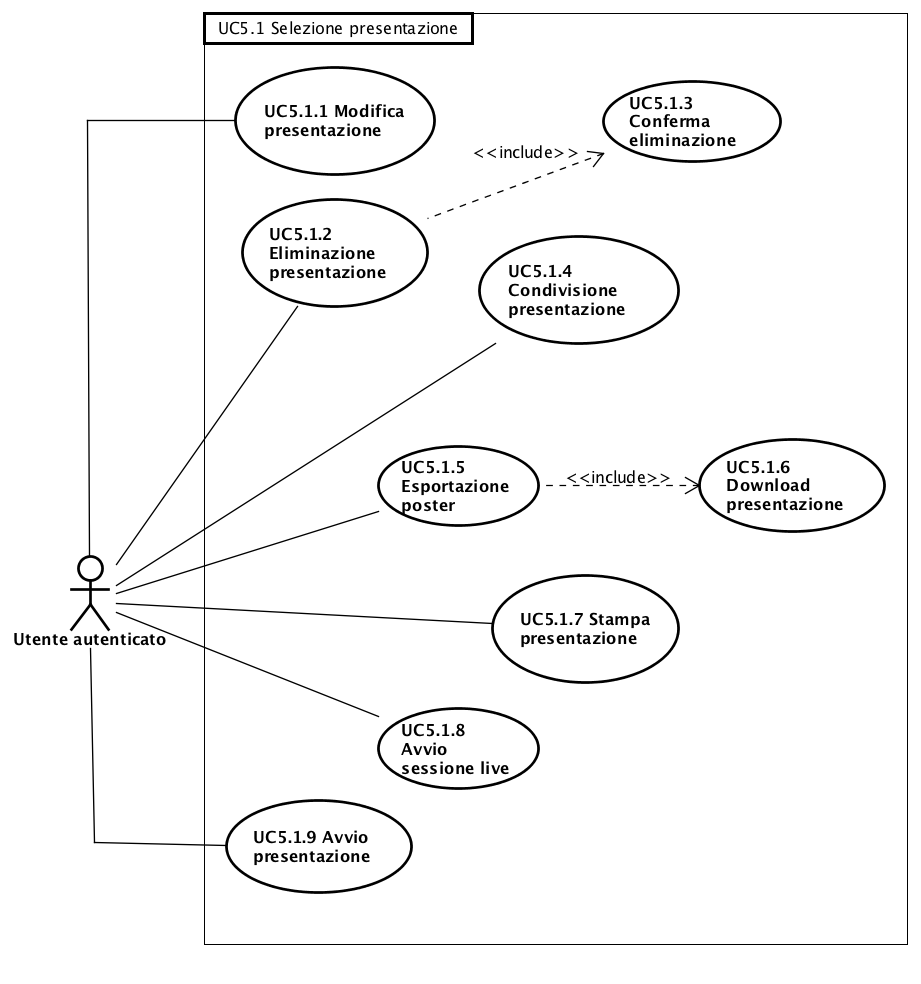 UC5.1 Selezione presentazione
UC5.1.1 Modifica
presentazione
UC5.1.3
Conferma
eliminazione
<<include>>
UC5.1.2
Eliminazione
presentazione
UC5.1.4
Condivisione
presentazione
UC5.1.5
Esportazione
poster
<<include>>
UC5.1.6
Download
presentazione
UC5.1.7 Stampa
presentazione
Utente autenticato
UC5.1.8
Avvio
sessione live
UC5.1.9 Avvio
presentazione